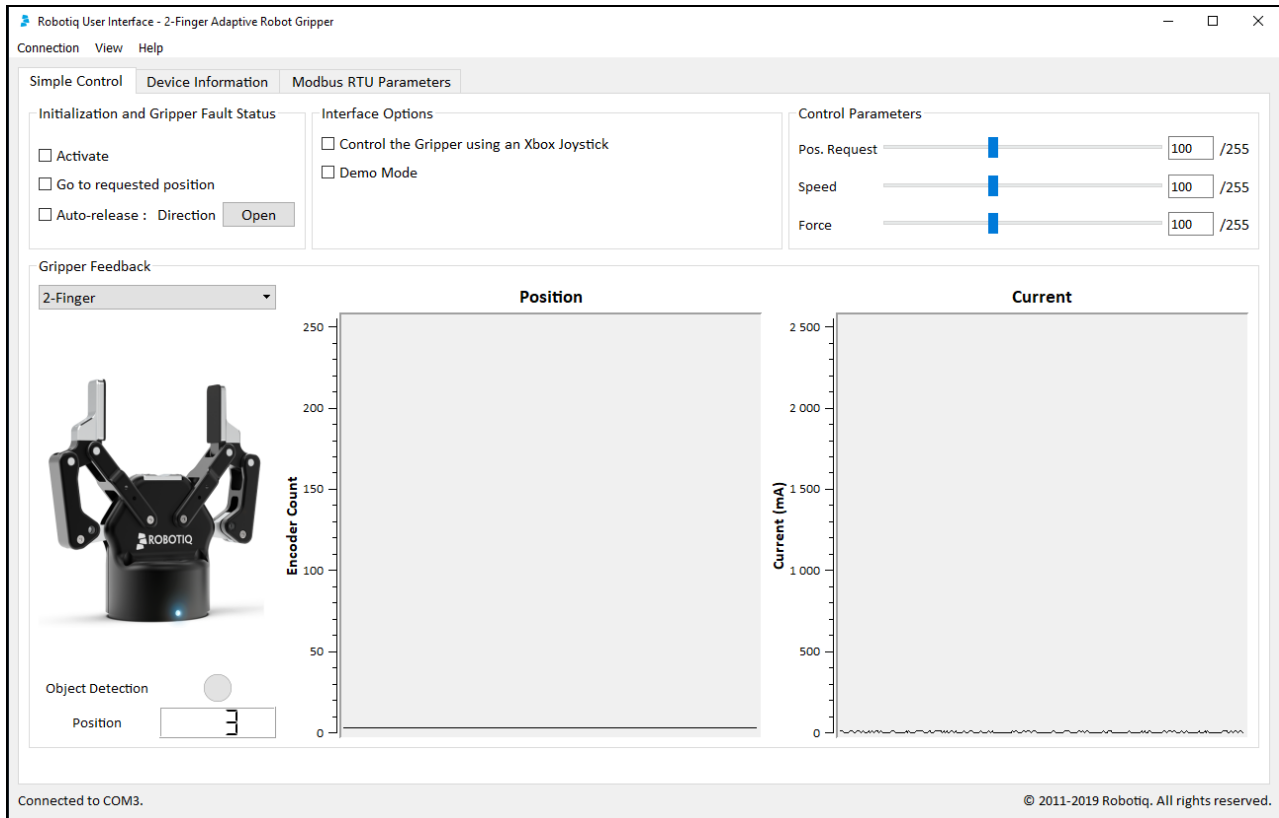 Robotiq User Interface - 2-Finger Adaptive Robot Gripper
Connection View Help
Simple Control Device Information Modbus RTU Parameters
Initialization and Gripper Fault Status
Activate
Go to requested position
Auto-release : Direction Open
Interface Options
Control the Gripper using an Xbox Joystick
Demo Mode
Control Parameters
Pos. Request 100 /255
Speed 100 /255
Force 100 /255
Gripper Feedback
2-Finger
ROBOTIQ
Object Detection
Position 3
Position
Encoder Count
250
200
150
100
50
0
Current
Current (mA)
2 500
2 000
1 500
1 000
500
0
Connected to COM3.
© 2011-2019 Robotiq. All rights reserved.